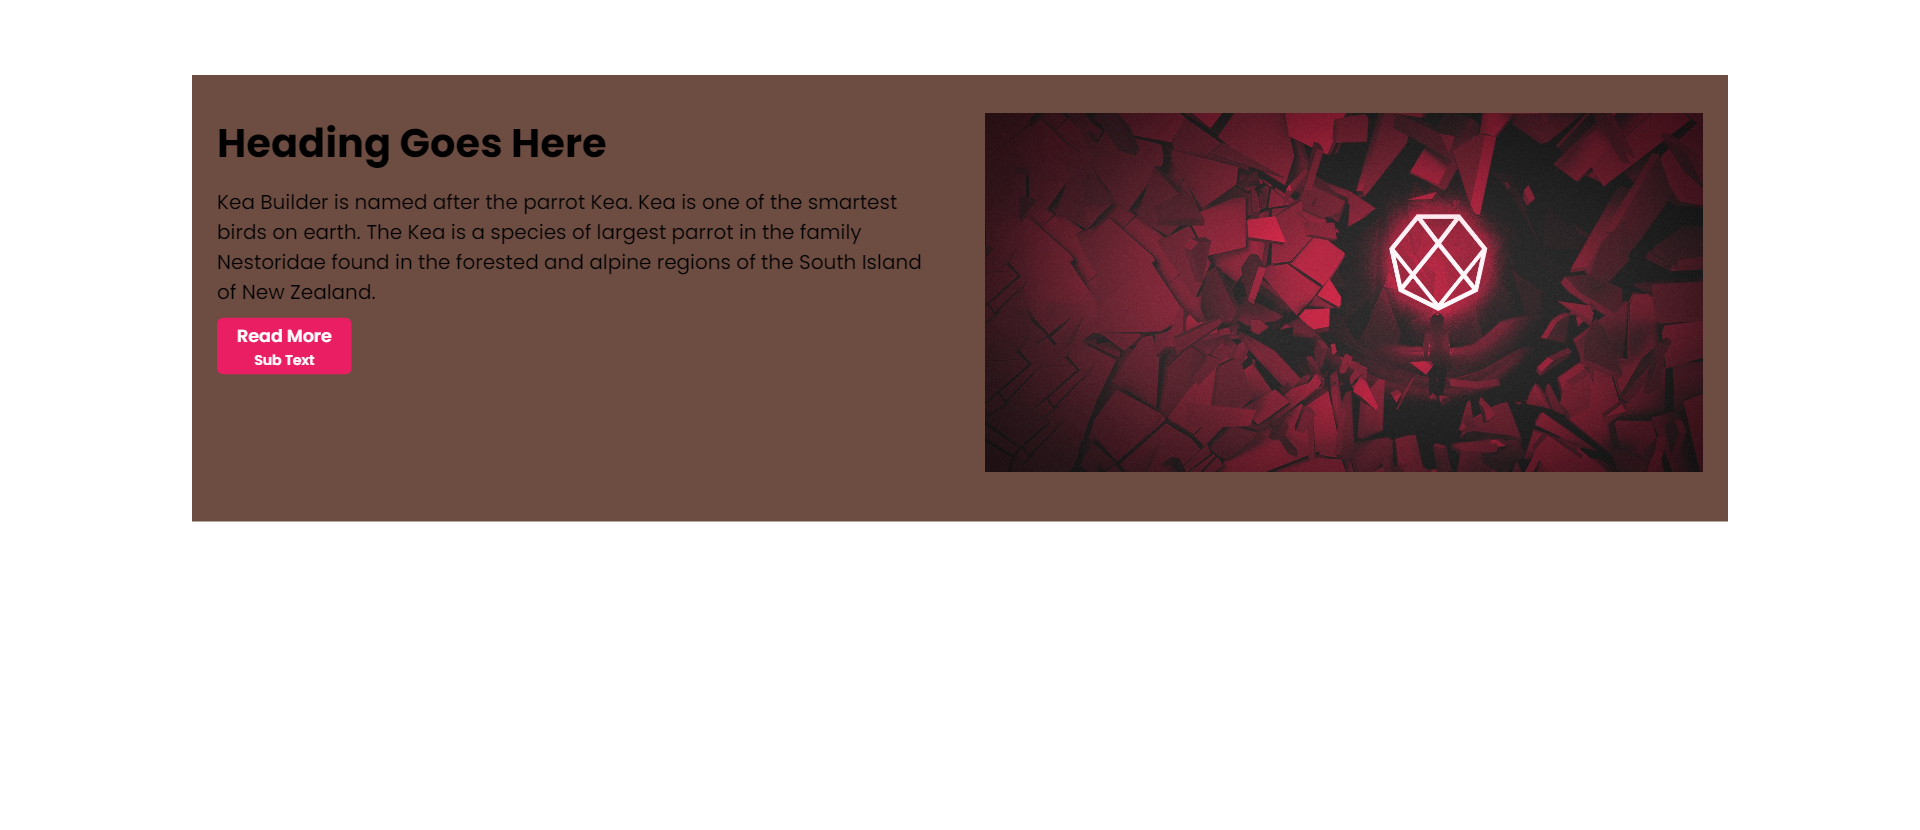 Heading Goes Here
Kea Builder is named after the parrot Kea. Kea is one of the smartest
birds on earth. The Kea is a species of largest parrot in the family
Nestoridae found in the forested and alpine regions of the South Island
of New Zealand.
Read More
Sub Text